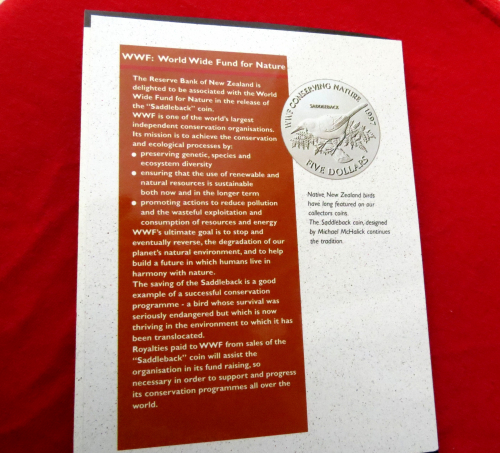 WWF: World Wide Fund for Nature
The Reserve Bank of New Zealand is
delighted to be associated with the World
Wide Fund for Nature in the release of
the "Saddleback" coin.
WWF is one of the world's largest
independent conservation organisations.
Its mission is to achieve the conservation
and ecological processes by:
● preserving genetic, species and
ecosystem diversity
● ensuring that the use of renewable and
natural resources is sustainable
both now and in the longer term
● promoting actions to reduce pollution
and the wasteful exploitation and
consumption of resources and energy
WWF's ultimate goal is to stop and
eventually reverse, the degradation of our
planet's natural environment, and to help
build a future in which humans live in
harmony with nature.
The saving of the Saddleback is a good
example of a successful conservation
programme - a bird whose survival was
seriously endangered but which is now
thriving in the environment to which it has
been translocated.
Royalties paid to WWF from sales of the
"Saddleback" coin will assist the
organisation in its fund raising, so
necessary in order to support and progress
its conservation programmes all over the
world.
WWF CONSERVING NATURE
SADDLEBACK
1997
FIVE DOLLARS
Native New Zealand birds
have long featured on our
collectors coins.
The Saddleback coin, designed
by Michael McHalick continues
the tradition.